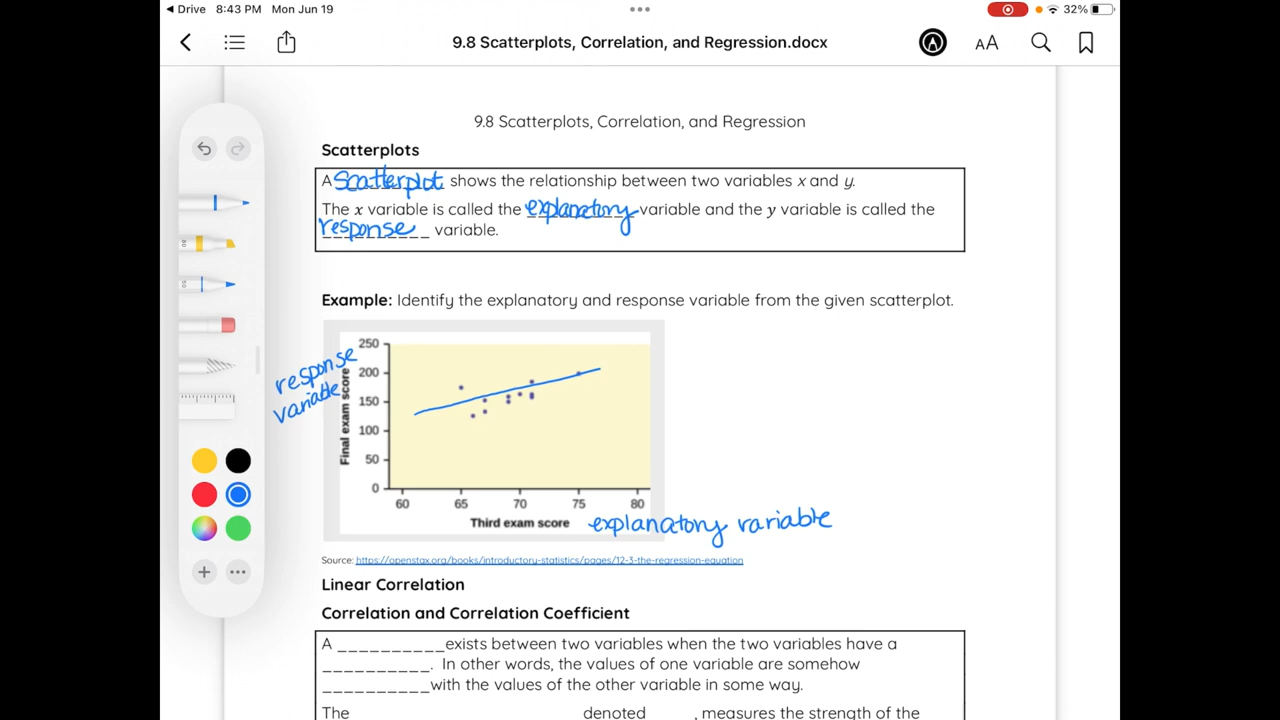 Drive 8:43 PM Mon Jun 19 32%
9.8 Scatterplots, Correlation, and Regression.docx
AA
9.8 Scatterplots, Correlation, and Regression
Scatterplots
A Scatterplot shows the relationship between two variables x and y.
The x variable is called the explanatory variable and the y variable is called the
response variable.
Example: Identify the explanatory and response variable from the given scatterplot.
response
variable
Final exam score
250
200
150
100
50
0
60 65 70 75 80
Third exam score
explanatory variable
Source: https://openstax.org/books/introductory-statistics/pages/12-3-the-regression-equation
Linear Correlation
Correlation and Correlation Coefficient
A __________ exists between two variables when the two variables have a
__________. In other words, the values of one variable are somehow
__________ with the values of the other variable in some way.
The denoted , measures the strength of the